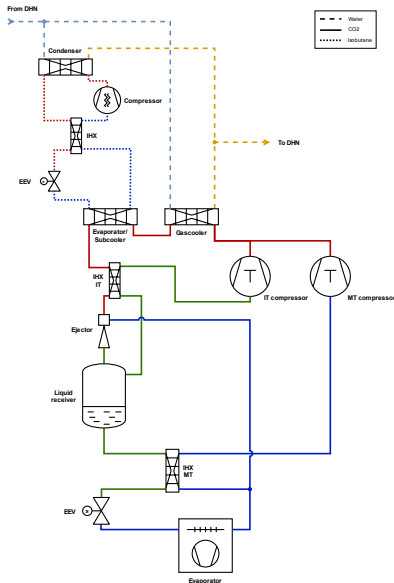 From DHN
Water
CO2
Isobutane
Condenser
Compressor
IHX
EEV
To DHN
Evaporator/
Subcooler
Gascooler
IHX
IT
IT compressor
MT compressor
Ejector
Liquid
receiver
IHX
MT
EEV
Evaporator